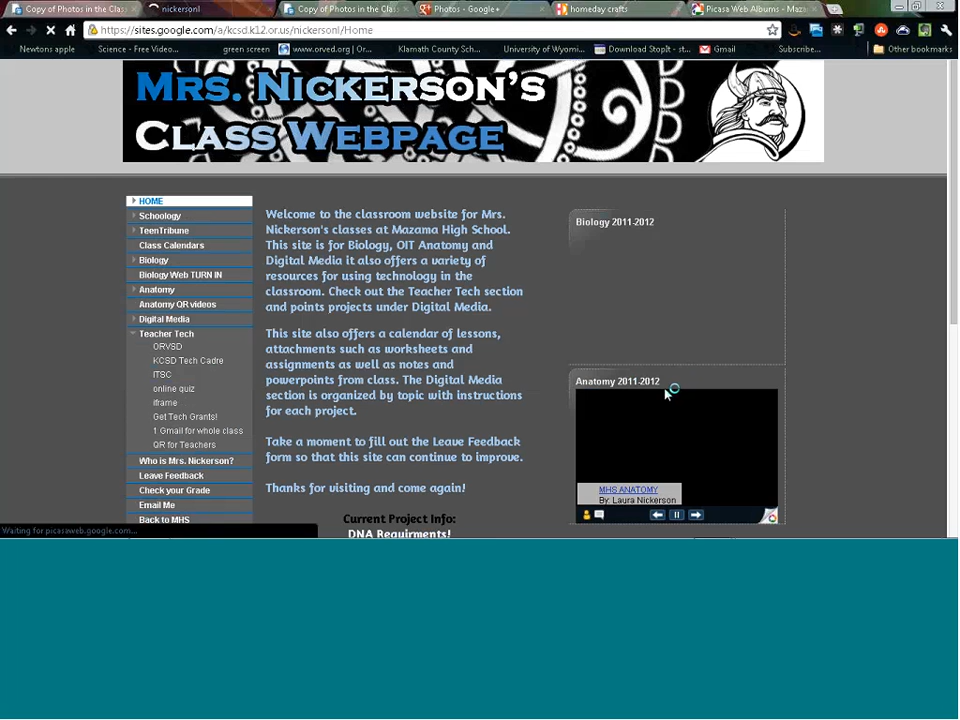 Copy of Photos in the Clas
nickersonl
Copy of Photos in the Class
Photos - Google+
homeday crafts
Picasa Web Albums - Maza
https://sites.google.com/a/kcsd.k12.or.us/nickersonl/Home
Newtons apple
Science - Free Video...
green screen
www.orved.org | Or...
Klamath County Sch...
University of Wyomi...
Download StopIt - st...
Gmail
Subscribe...
Other bookmarks
MRS. NICKERSON'S
CLASS WEBPAGE
HOME
Schoology
TeenTribune
Class Calendars
Biology
Biology Web TURN IN
Anatomy
Anatomy QR videos
Digital Media
Teacher Tech
ORVSD
KCSD Tech Cadre
ITSC
online quiz
iframe
Get Tech Grants!
1 Gmail for whole class
QR for Teachers
Who is Mrs. Nickerson?
Leave Feedback
Check your Grade
Email Me
Back to MHS
Welcome to the classroom website for Mrs.
Nickerson's classes at Mazama High School.
This site is for Biology, OIT Anatomy and
Digital Media it also offers a variety of
resources for using technology in the
classroom. Check out the Teacher Tech section
and points projects under Digital Media.
This site also offers a calendar of lessons,
attachments such as worksheets and
assignments as well as notes and
powerpoints from class. The Digital Media
section is organized by topic with instructions
for each project.
Take a moment to fill out the Leave Feedback
form so that this site can continue to improve.
Thanks for visiting and come again!
Current Project Info:
DNA Requirments!
Biology 2011-2012
Anatomy 2011-2012
MHS ANATOMY
By: Laura Nickerson
Waiting for picasaweb.google.com...